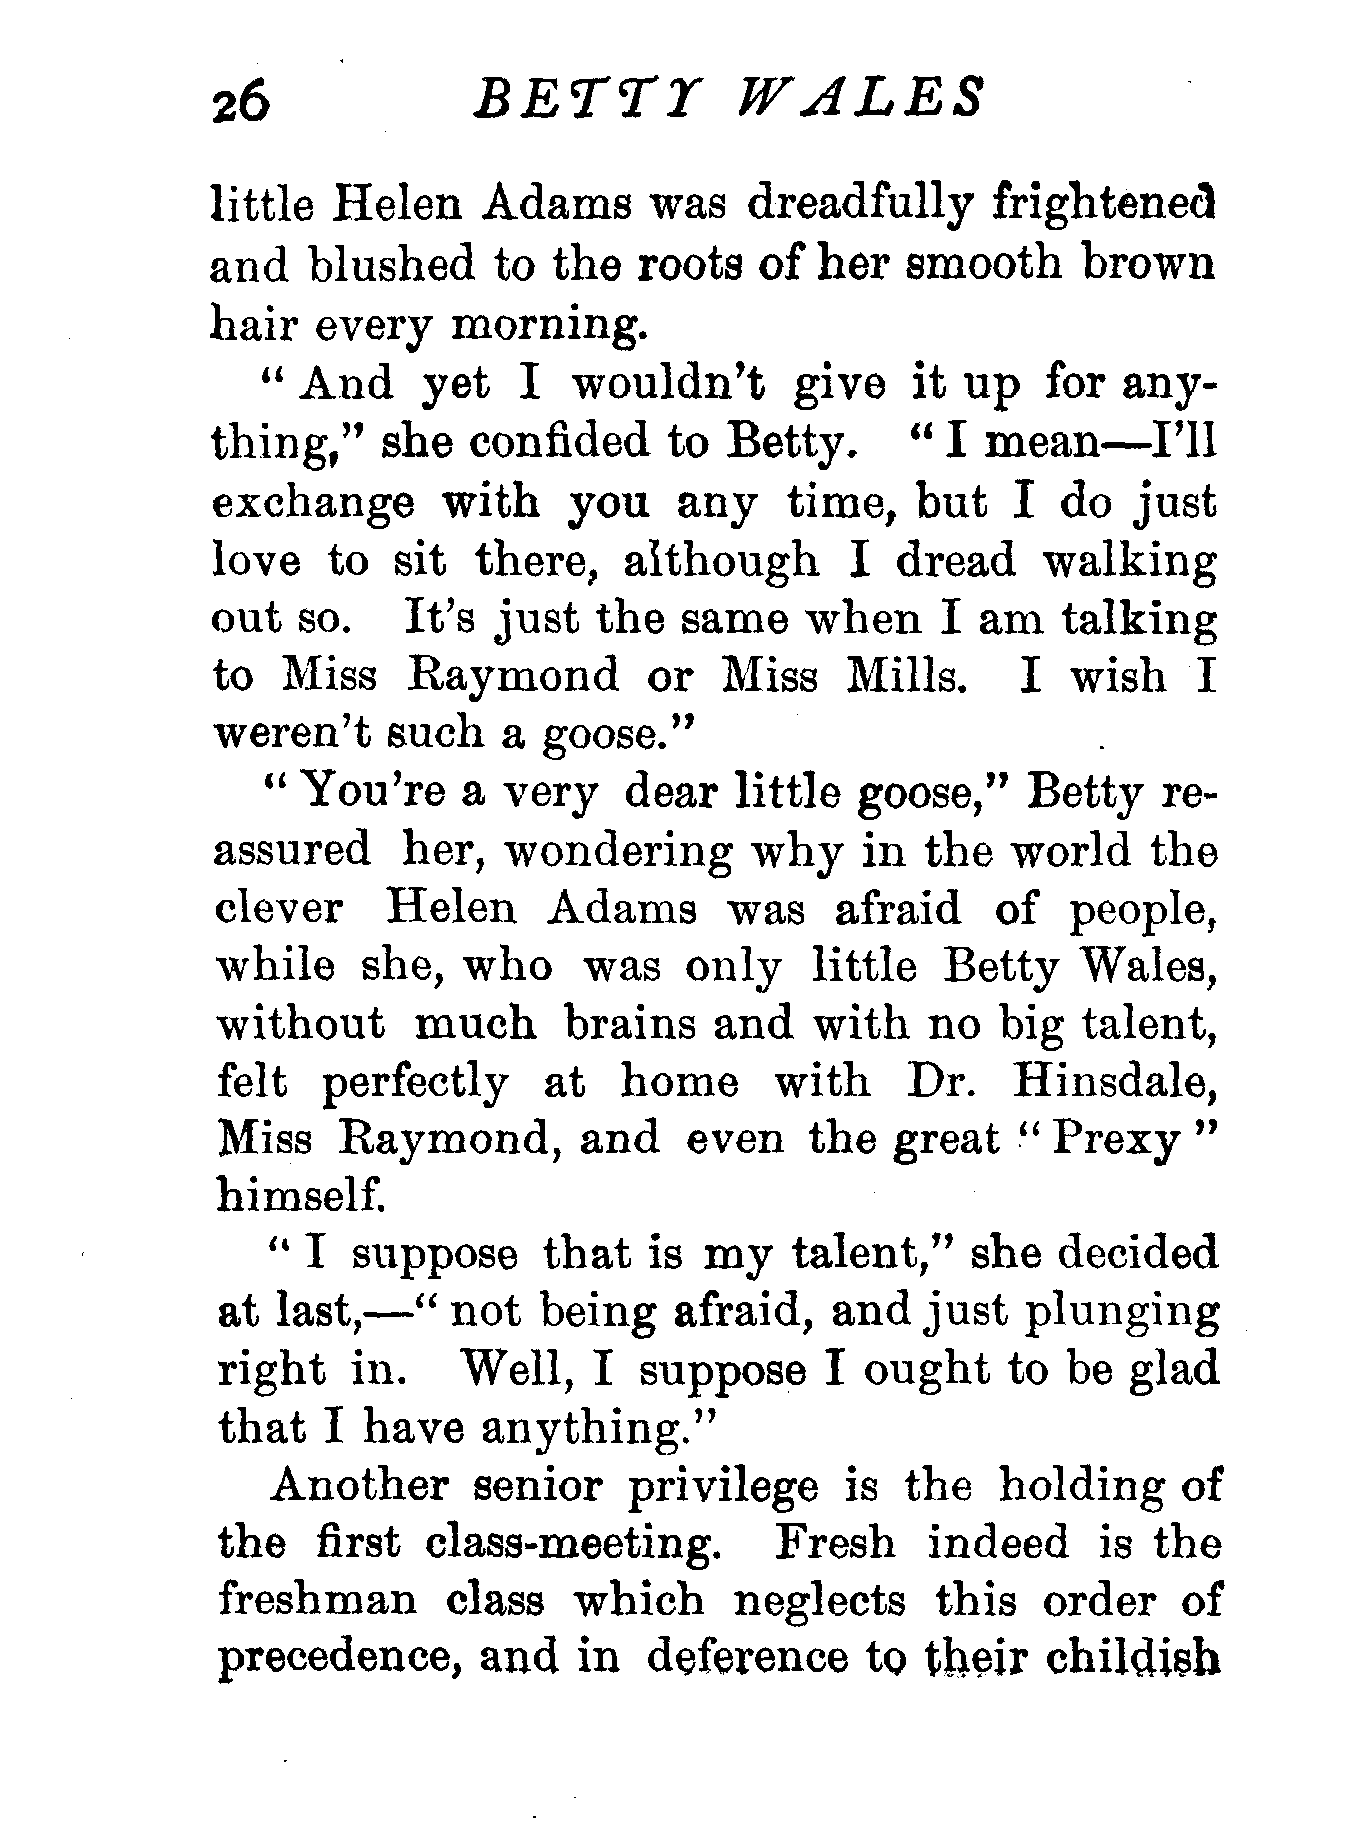 26 BETTY WALES
little Helen Adams was dreadfully frightened
and blushed to the roots of her smooth brown
hair every morning.
" And yet I wouldn't give it up for any-
thing," she confided to Betty. " I mean—I'll
exchange with you any time, but I do just
love to sit there, although I dread walking
out so. It's just the same when I am talking
to Miss Raymond or Miss Mills. I wish I
weren't such a goose."
" You're a very dear little goose," Betty re-
assured her, wondering why in the world the
clever Helen Adams was afraid of people,
while she, who was only little Betty Wales,
without much brains and with no big talent,
felt perfectly at home with Dr. Hinsdale,
Miss Raymond, and even the great " Prexy "
himself.
" I suppose that is my talent," she decided
at last,—" not being afraid, and just plunging
right in. Well, I suppose I ought to be glad
that I have anything."
Another senior privilege is the holding of
the first class-meeting. Fresh indeed is the
freshman class which neglects this order of
precedence, and in deference to their childish